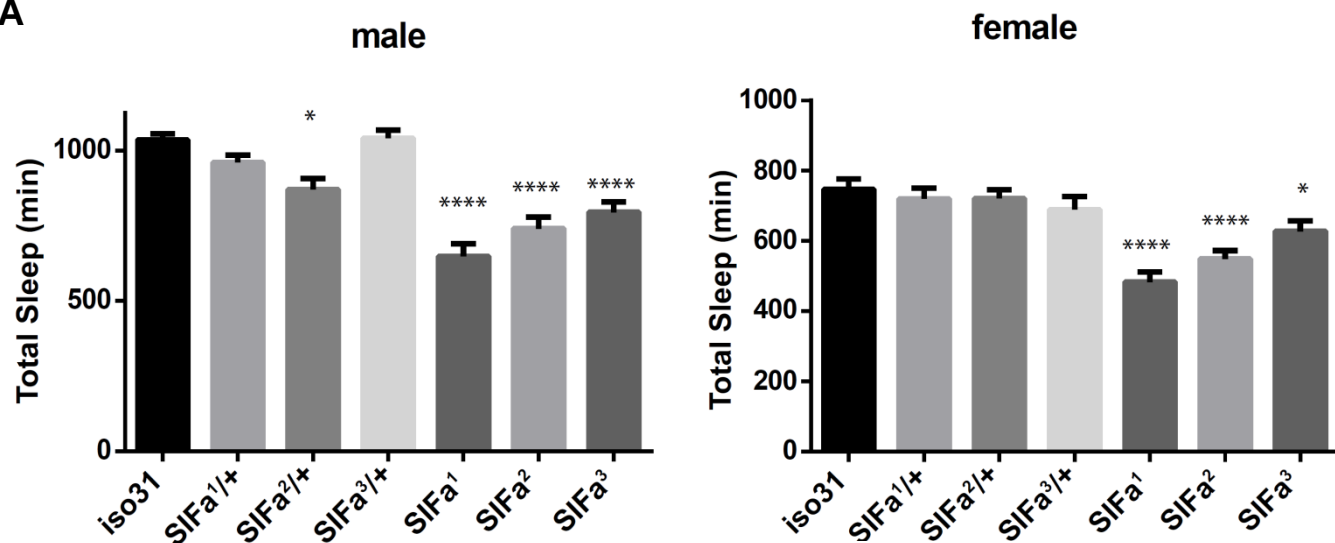 A
male
Total Sleep (min)
1000
500
0
*
****
****
****
iso31
SIFa¹/+
SIFa²/+
SIFa³/+
SIFa¹
SIFa²
SIFa³
female
Total Sleep (min)
1000
800
600
400
200
0
****
****
*
iso31
SIFa¹/+
SIFa²/+
SIFa³/+
SIFa¹
SIFa²
SIFa³